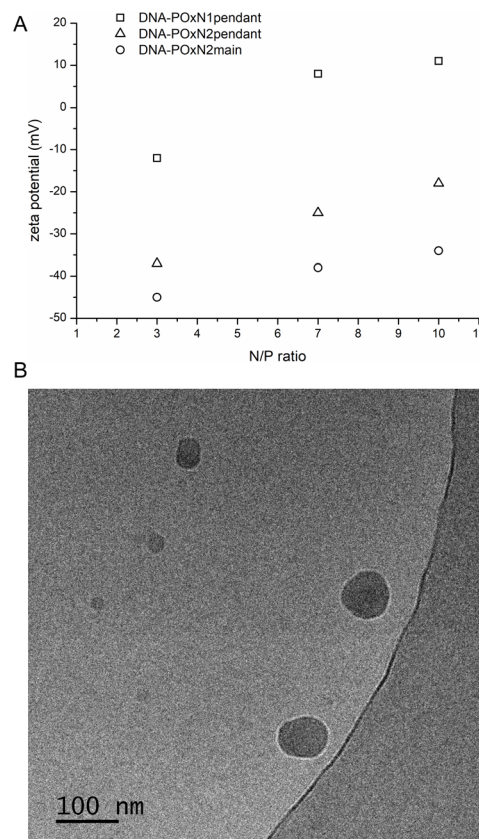 A
DNA-POxN1pendant
DNA-POxN2pendant
DNA-POxN2main
20
10
0
-10
-20
-30
-40
-50
zeta potential (mV)
1 2 3 4 5 6 7 8 9 10 11
N/P ratio
B
100 nm